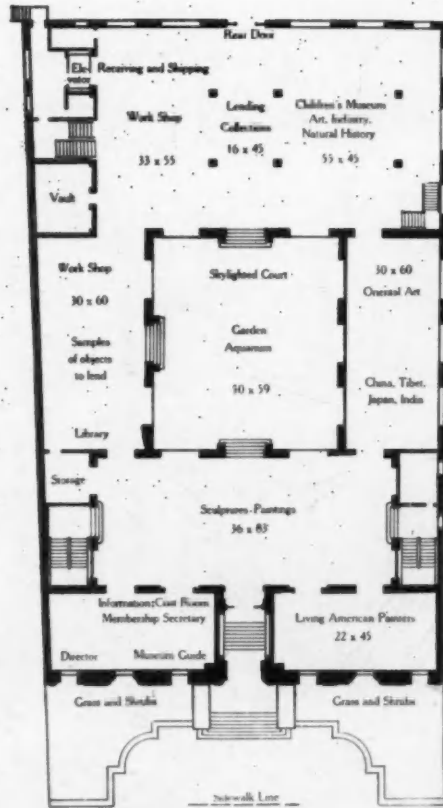 Rear Door
Ele-
vator
Receiving and Shipping
Work Shop
33 x 55
Lending
Collections
16 x 45
Children's Museum
Art, Industry,
Natural History
55 x 45
Vault
Work Shop
30 x 60
Samples
of objects
to lend
Library
Skylighted Court
Garden
Aquarium
50 x 59
30 x 60
Oriental Art
China, Tibet,
Japan, India
Storage
Sculptures - Paintings
36 x 83
Information; Coat Room
Membership Secretary
Director
Museum Guide
Living American Painters
22 x 45
Grass and Shrubs
Grass and Shrubs
Sidewalk Line